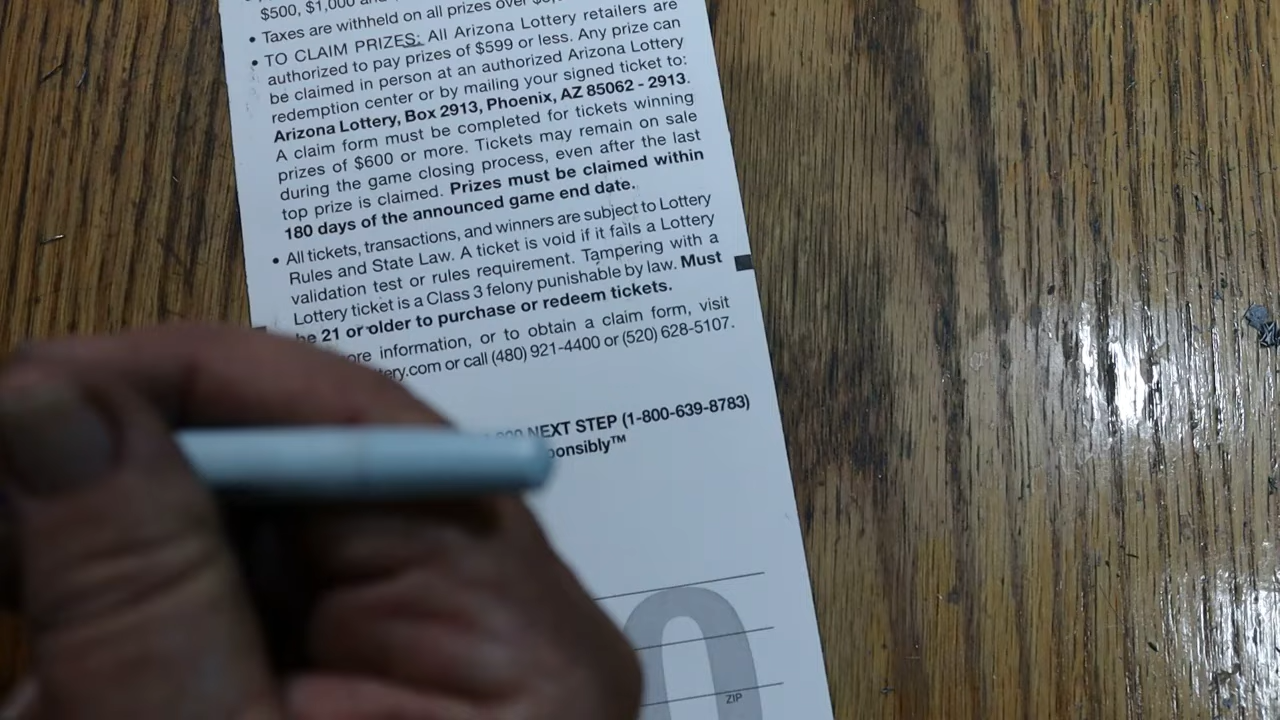 $500, $1,000 and
• Taxes are withheld on all prizes over
• TO CLAIM PRIZES: All Arizona Lottery retailers are
authorized to pay prizes of $599 or less. Any prize can
be claimed in person at an authorized Arizona Lottery
redemption center or by mailing your signed ticket to:
Arizona Lottery, Box 2913, Phoenix, AZ 85062 - 2913.
A claim form must be completed for tickets winning
prizes of $600 or more. Tickets may remain on sale
during the game closing process, even after the last
top prize is claimed. Prizes must be claimed within
180 days of the announced game end date.
• All tickets, transactions, and winners are subject to Lottery
Rules and State Law. A ticket is void if it fails a Lottery
validation test or rules requirement. Tampering with a
Lottery ticket is a Class 3 felony punishable by law. Must
be 21 or older to purchase or redeem tickets.
ore information, or to obtain a claim form, visit
tery.com or call (480) 921-4400 or (520) 628-5107.
NEXT STEP (1-800-639-8783)
ponsibly™
ZIP